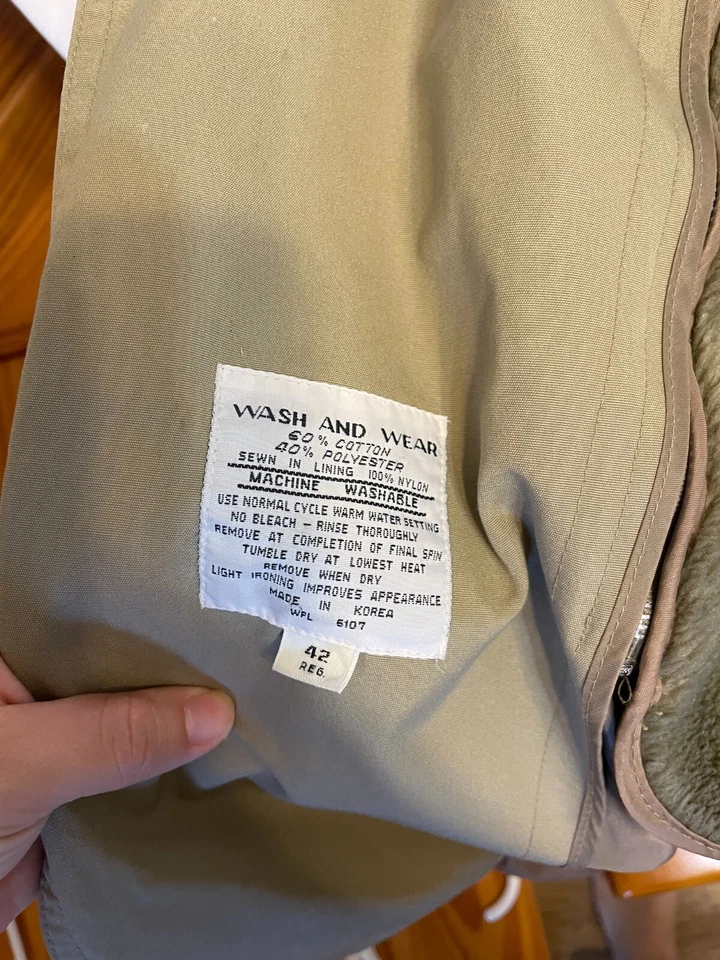 WASH AND WEAR
60% COTTON
40% POLYESTER
SEWN IN LINING 100% NYLON
MACHINE WASHABLE
USE NORMAL CYCLE WARM WATER SETTING
NO BLEACH – RINSE THOROUGHLY
REMOVE AT COMPLETION OF FINAL SPIN
TUMBLE DRY AT LOWEST HEAT
REMOVE WHEN DRY
LIGHT IRONING IMPROVES APPEARANCE
MADE IN KOREA
WPL 6107
42
REG.